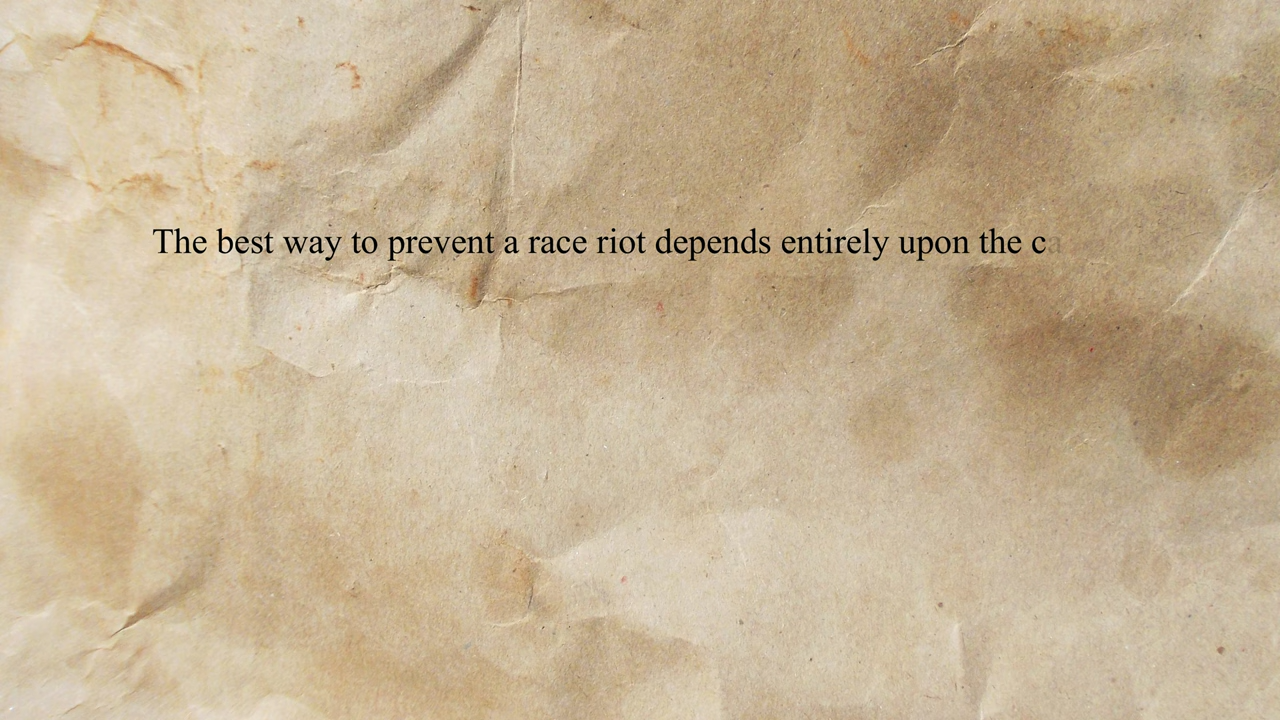 The best way to prevent a race riot depends entirely upon the